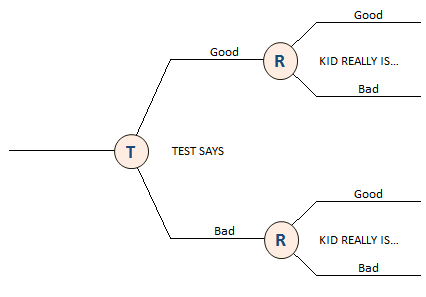 Good
Good
R
KID REALLY IS...
Bad
T
TEST SAYS
Good
Bad
R
KID REALLY IS...
Bad